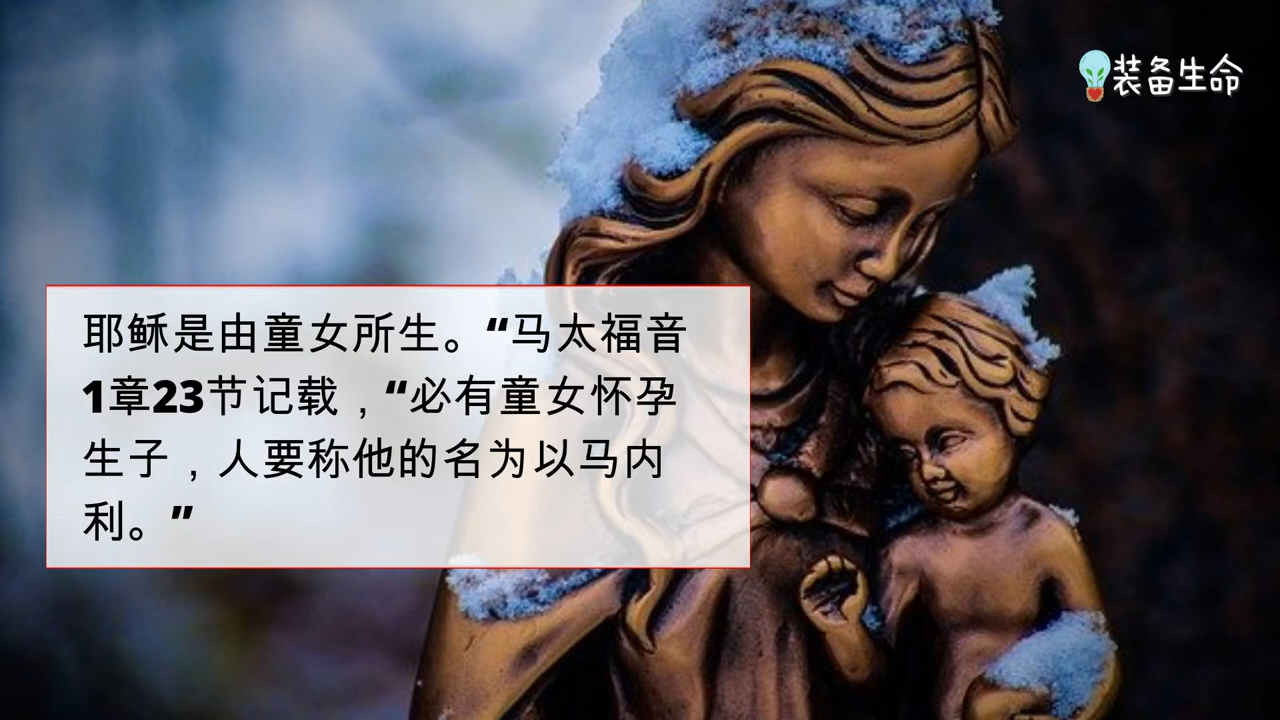 装备生命
耶稣是由童女所生。“马太福音
1章23节记载，“必有童女怀孕
生子，人要称他的名为以马内
利。”